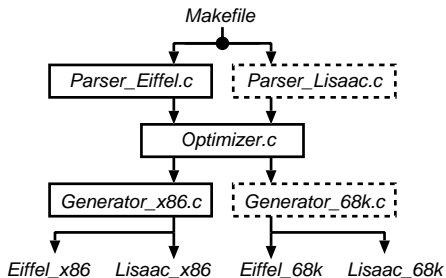 Makefile
Parser_Eiffel.c Parser_Lisaac.c
Optimizer.c
Generator_x86.c Generator_68k.c
Eiffel_x86 Lisaac_x86 Eiffel_68k Lisaac_68k